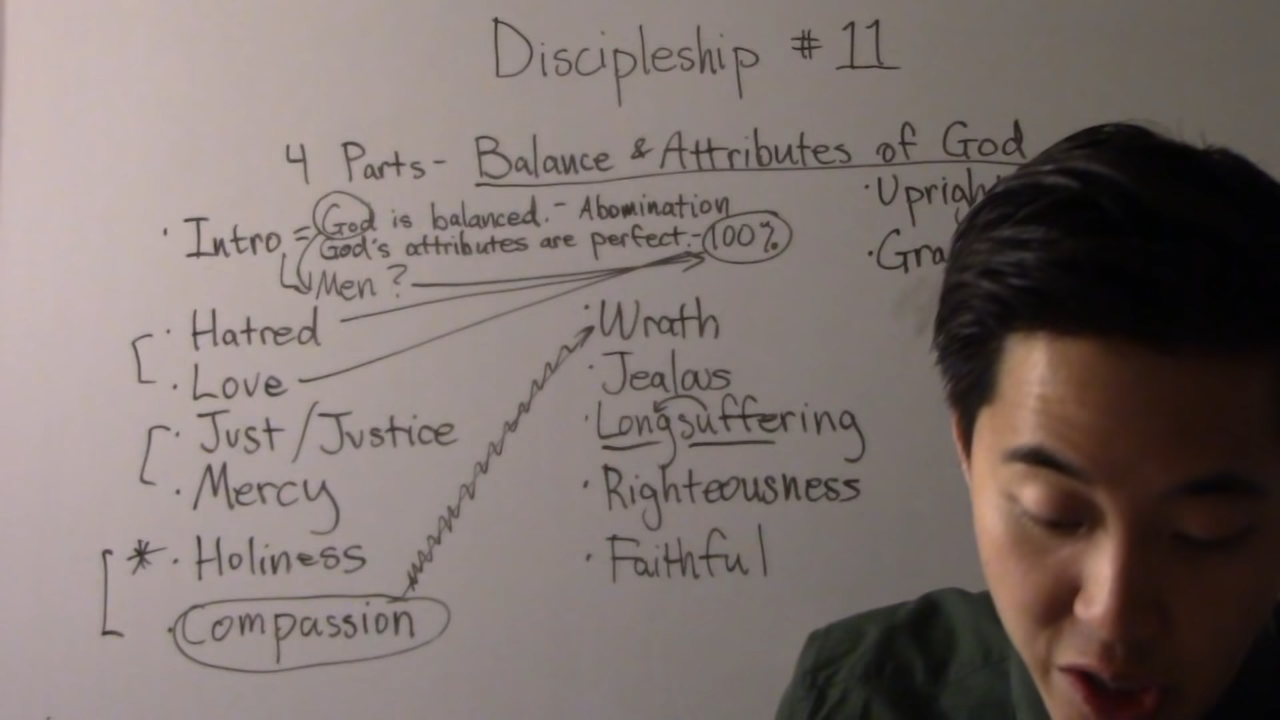 Discipleship # 11
4 Parts - Balance & Attributes of God
· Intro = God is balanced. - Abomination
God's attributes are perfect. - 100%
Men ?
· Hatred
· Love
· Just / Justice
· Mercy
* · Holiness
· Compassion
· Wrath
· Jealous
· Longsuffering
· Righteousness
· Faithful